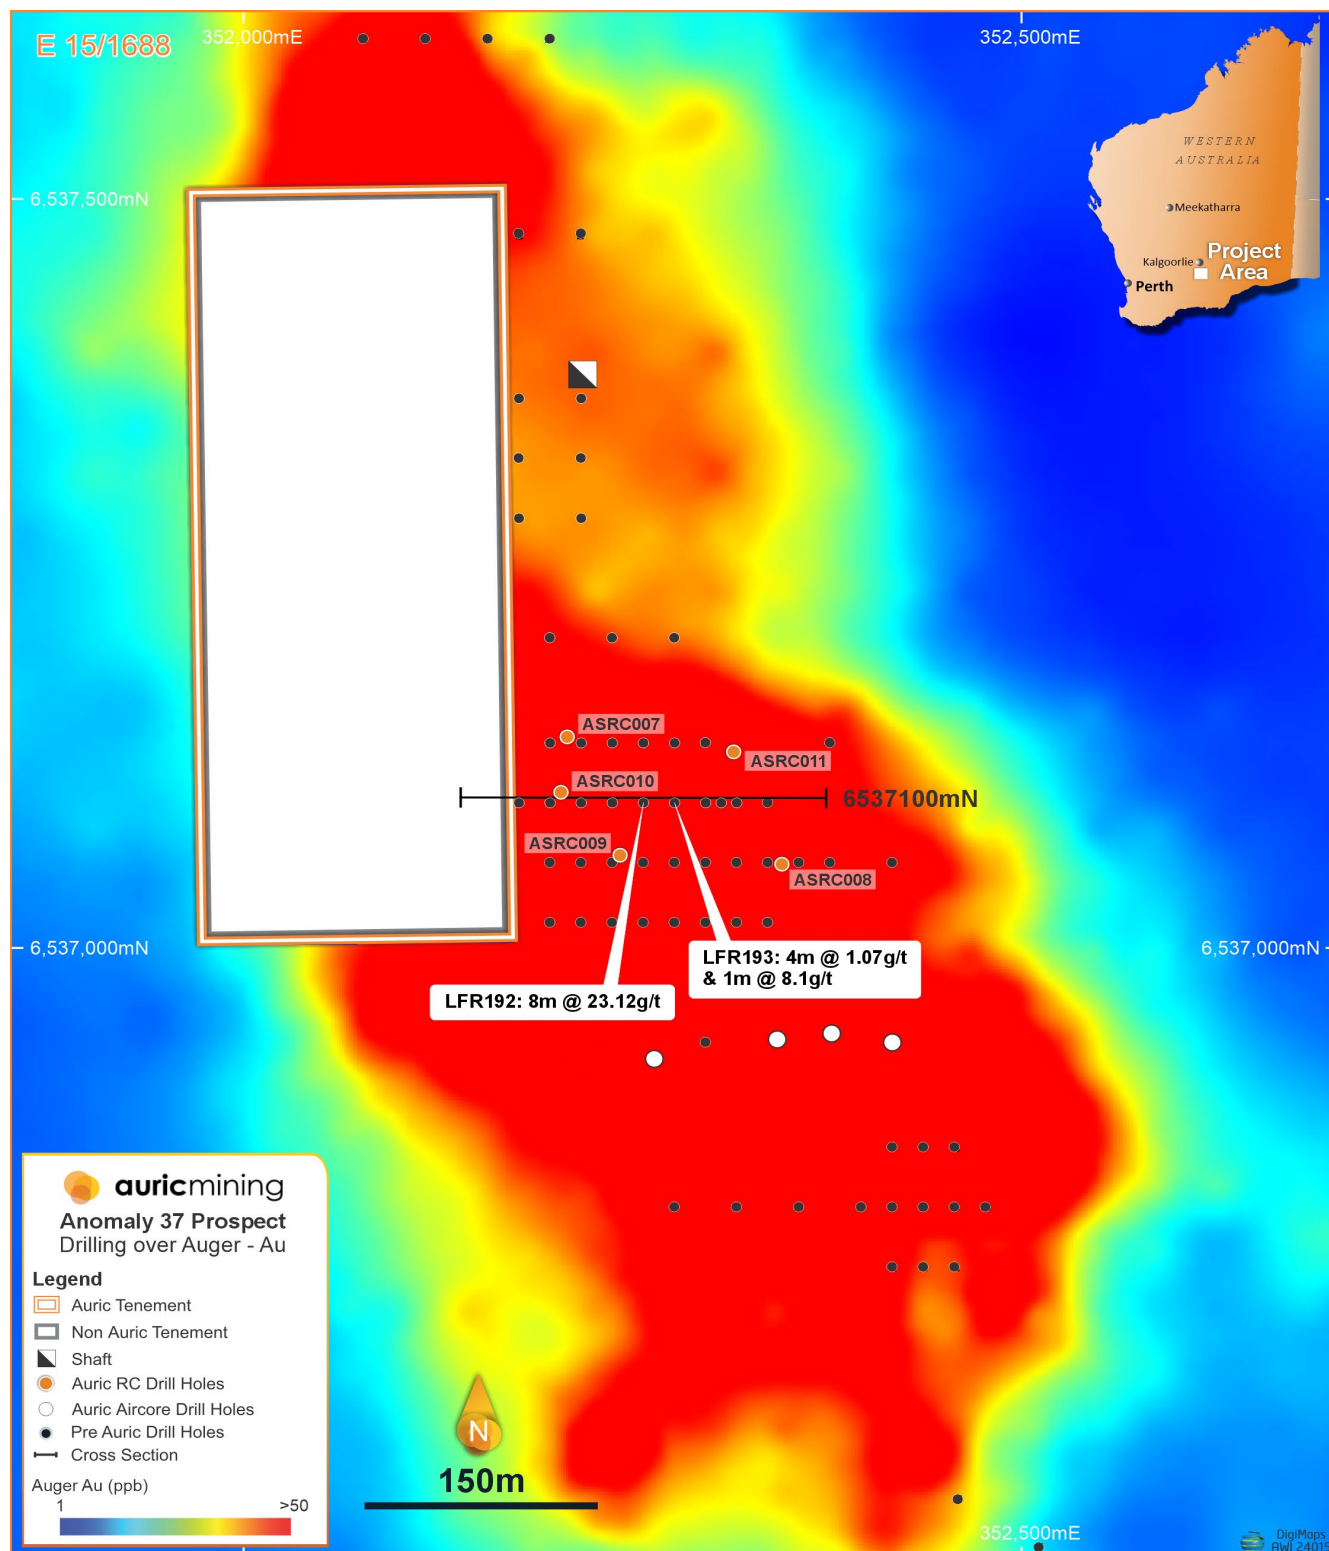 E 15/1688
352,000mE
352,500mE
WESTERN
AUSTRALIA
Meekatharra
Kalgoorlie
Project
Area
Perth
6,537,500mN
ASRC007
ASRC011
ASRC010
6537100mN
ASRC009
ASRC008
6,537,000mN
6,537,000mN
LFR193: 4m @ 1.07g/t
& 1m @ 8.1g/t
LFR192: 8m @ 23.12g/t
auricmining
Anomaly 37 Prospect
Drilling over Auger - Au
Legend
Auric Tenement
Non Auric Tenement
Shaft
Auric RC Drill Holes
Auric Aircore Drill Holes
Pre Auric Drill Holes
Cross Section
Auger Au (ppb)
1 >50
N
150m
352,500mE
DigiMaps
AWI 24015